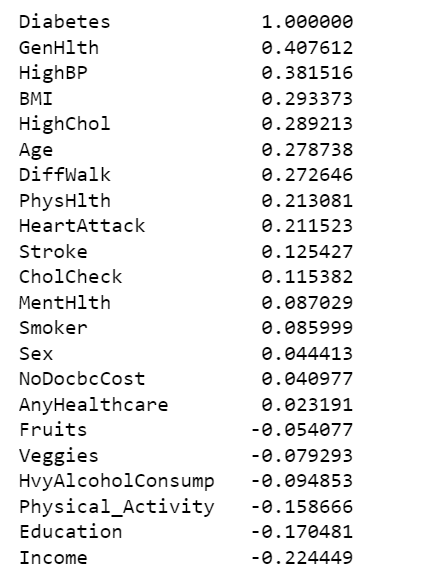 Diabetes 1.000000
GenHlth 0.407612
HighBP 0.381516
BMI 0.293373
HighChol 0.289213
Age 0.278738
DiffWalk 0.272646
PhysHlth 0.213081
HeartAttack 0.211523
Stroke 0.125427
CholCheck 0.115382
MentHlth 0.087029
Smoker 0.085999
Sex 0.044413
NoDocbcCost 0.040977
AnyHealthcare 0.023191
Fruits -0.054077
Veggies -0.079293
HvyAlcoholConsump -0.094853
Physical_Activity -0.158666
Education -0.170481
Income -0.224449